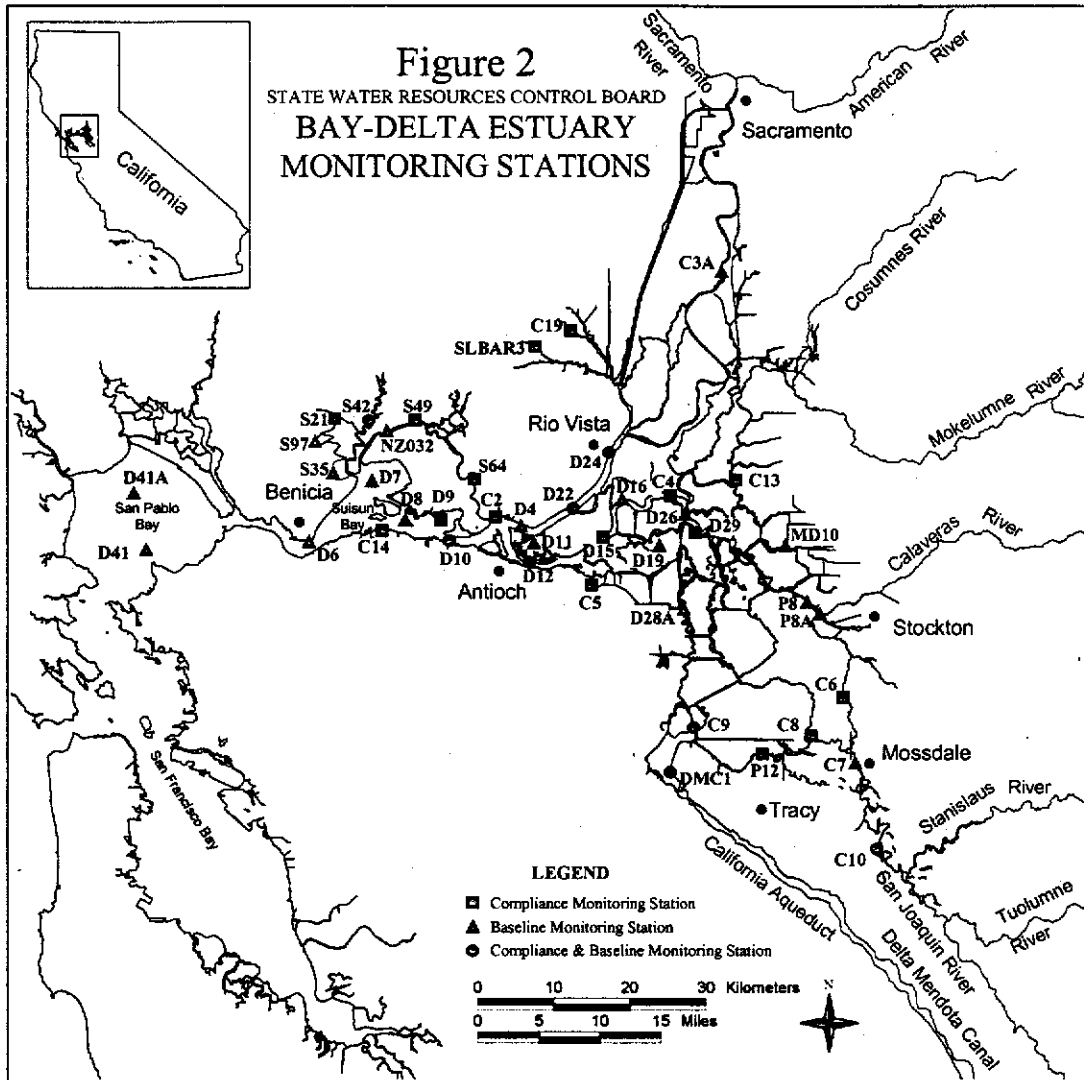 Figure 2
STATE WATER RESOURCES CONTROL BOARD
BAY-DELTA ESTUARY
MONITORING STATIONS
California
Sacramento
River
American River
Sacramento
Cosumnes River
C3A
C19
SLBAR3
Mokelumne River
S21
S42
S49
S97
NZ032
Rio Vista
D24
S35
D7
S64
D41A
San Pablo
Bay
Benicia
Suisun
Bay
D8
D9
C2
D4
D22
D16
C4
C13
D26
D29
MD10
Calaveras
River
D41
D6
C14
D10
D11
D12
D15
D19
Antioch
C5
D28A
P8
P8A
Stockton
C6
San Francisco Bay
C9
C8
C7
Mossdale
DMC1
P12
Tracy
Stanislaus River
C10
California Aqueduct
San Joaquin River
Tuolumne
River
Delta Mendota Canal
LEGEND
Compliance Monitoring Station
Baseline Monitoring Station
Compliance & Baseline Monitoring Station
0 10 20 30 Kilometers
0 5 10 15 Miles
N